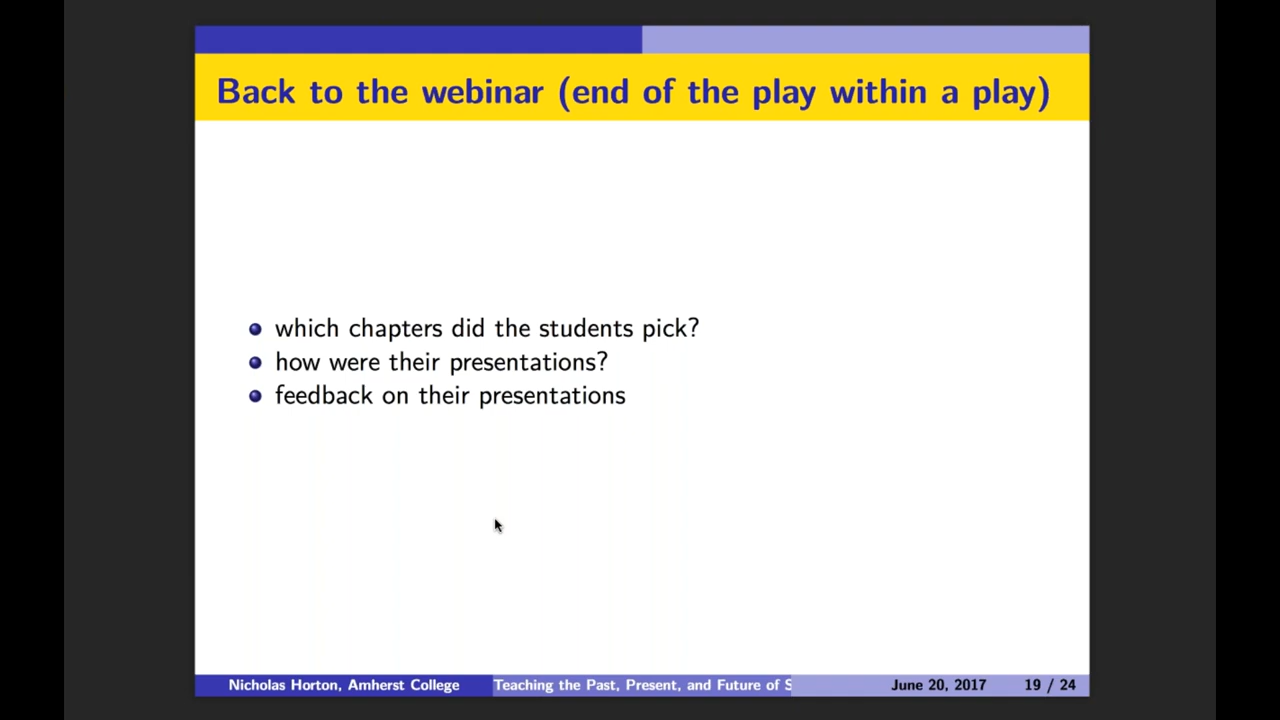 Back to the webinar (end of the play within a play)
which chapters did the students pick?
how were their presentations?
feedback on their presentations
Nicholas Horton, Amherst College Teaching the Past, Present, and Future of S June 20, 2017 19 / 24